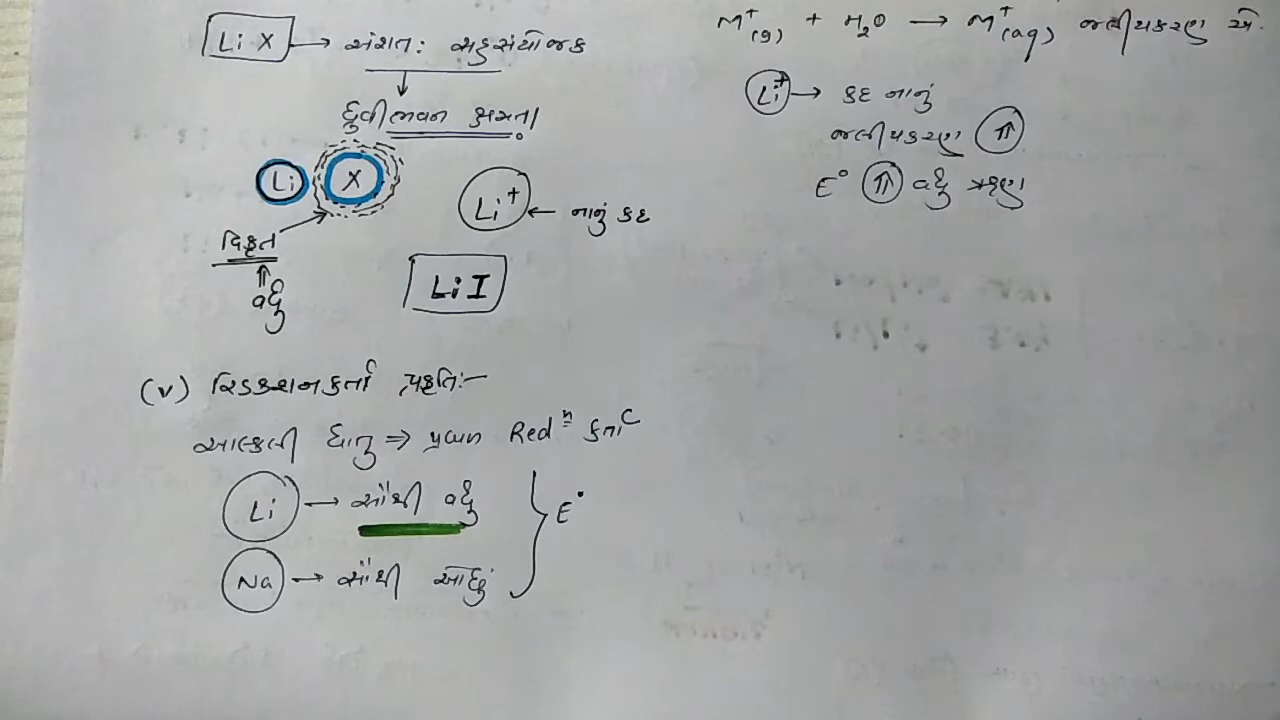 Li X → અંશતઃ સહસંયોજક
ધ્રુવીભવન ક્ષમતા
Li X
Li⁺ ← નાનું કદ
વિકૃત
વધુ
LiI
(v) રિડક્શનકર્તા પ્રકૃતિ:-
આલ્કલી ધાતુ ⇒ પ્રબળ Redⁿ કર્તા
Li → સૌથી વધુ
E°
Na → સૌથી ઓછું
M⁺(g) + H₂O → M⁺(aq) જલીયકરણ એ.
Li⁺ → કદ નાનું
જલીયકરણ ⇑
E° ⇑ વધુ ઋણ